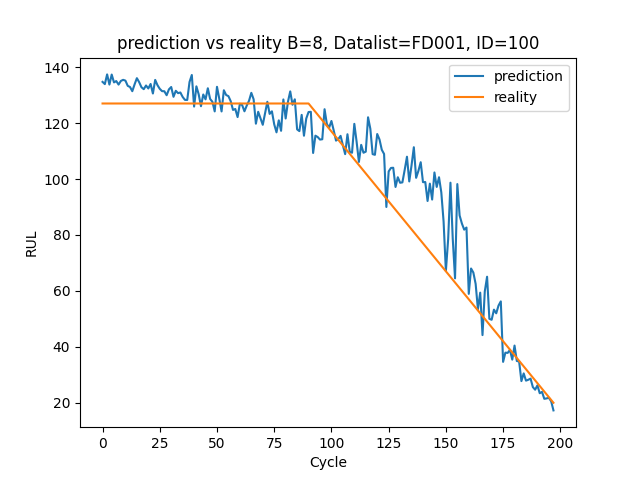 prediction vs reality B=8, Datalist=FD001, ID=100
prediction
reality
RUL
140
120
100
80
60
40
20
0 25 50 75 100 125 150 175 200
Cycle